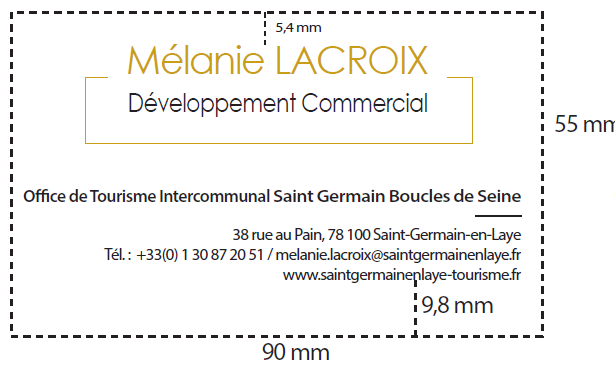 5,4 mm
Mélanie LACROIX
Développement Commercial
55 mm
Office de Tourisme Intercommunal Saint Germain Boucles de Seine
38 rue au Pain, 78 100 Saint-Germain-en-Laye
Tél. : +33(0) 1 30 87 20 51 / melanie.lacroix@saintgermainenlaye.fr
www.saintgermainenlaye-tourisme.fr
9,8 mm
90 mm